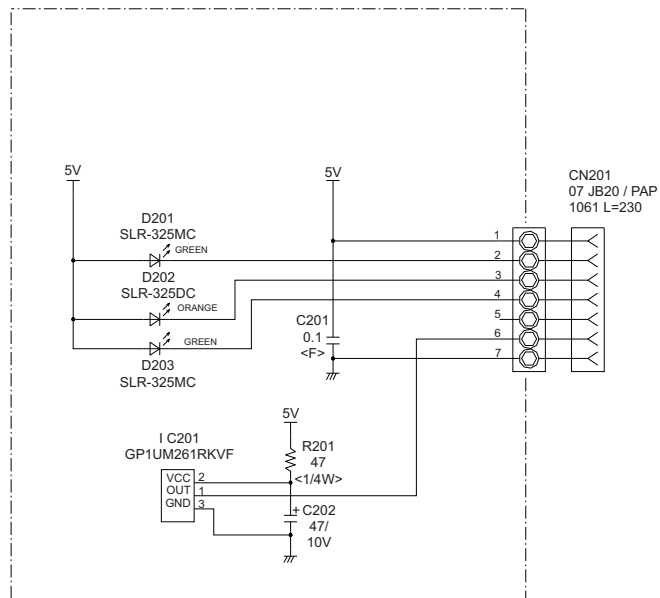 5V
5V
CN201
07 JB20 / PAP
1061 L=230
D201
SLR-325MC
GREEN
1
2
D202
SLR-325DC
3
ORANGE
4
C201
0.1
<F>
5
GREEN
6
D203
SLR-325MC
7
5V
I C201
GP1UM261RKVF
R201
47
<1/4W>
VCC 2
OUT 1
GND 3
+ C202
47/
10V